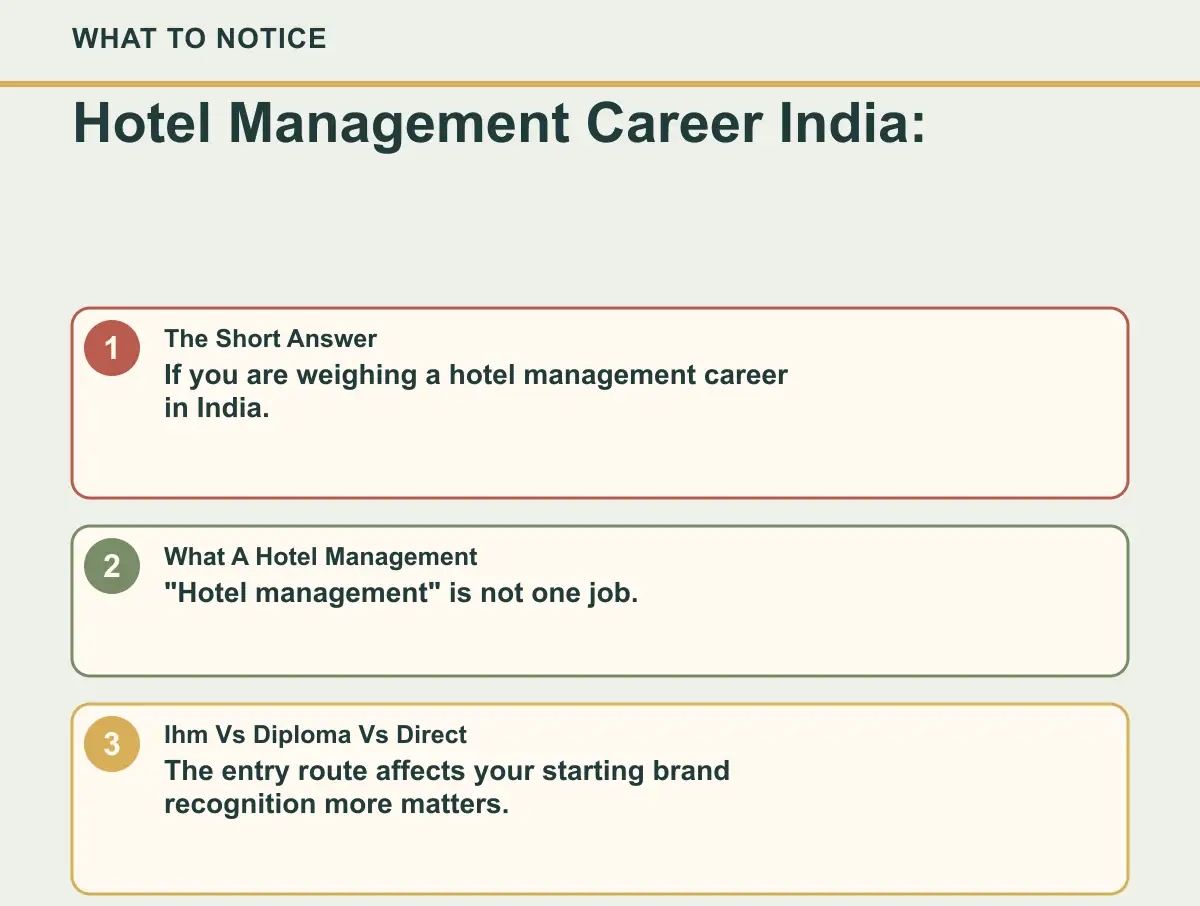 WHAT TO NOTICE
Hotel Management Career India:
1
The Short Answer
If you are weighing a hotel management career
in India.
2
What A Hotel Management
"Hotel management" is not one job.
3
Ihm Vs Diploma Vs Direct
The entry route affects your starting brand
recognition more matters.